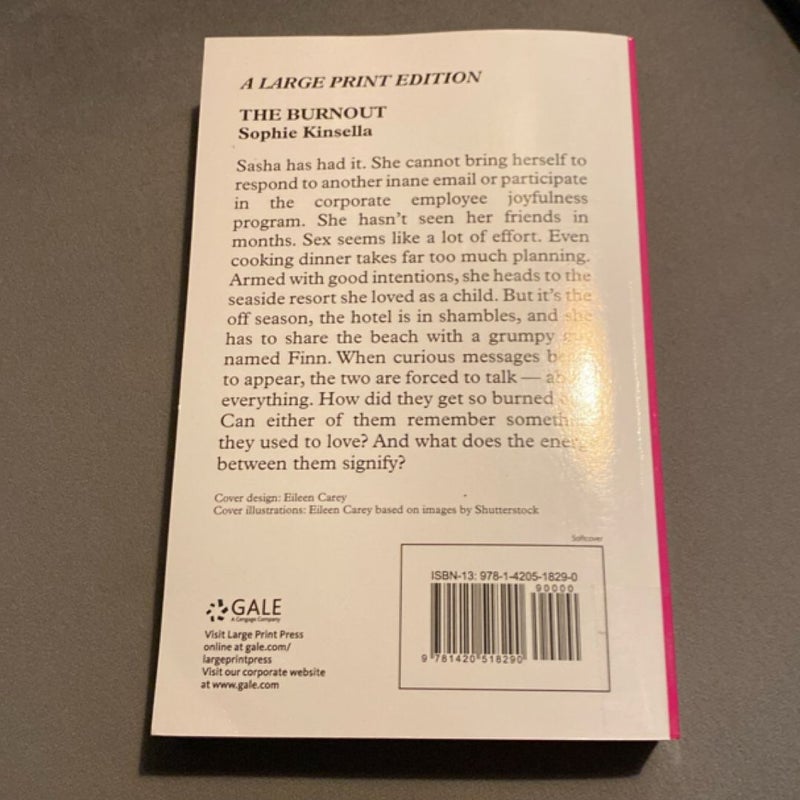 A LARGE PRINT EDITION
THE BURNOUT
Sophie Kinsella
Sasha has had it. She cannot bring herself to
respond to another inane email or participate
in the corporate employee joyfulness
program. She hasn't seen her friends in
months. Sex seems like a lot of effort. Even
cooking dinner takes far too much planning.
Armed with good intentions, she heads to the
seaside resort she loved as a child. But it's the
off season, the hotel is in shambles, and she
has to share the beach with a grumpy
named Finn. When curious messages
to appear, the two are forced to talk —
everything. How did they get so burned
Can either of them remember
they used to love? And what does the
between them signify?
Cover design: Eileen Carey
Cover illustrations: Eileen Carey based on images by Shutterstock
Softcover
ISBN-13: 978-1-4205-1829-0
90000
9 781420 518290
GALE
A Cengage Company
Visit Large Print Press
online at gale.com/
largeprintpress
Visit our corporate website
at www.gale.com